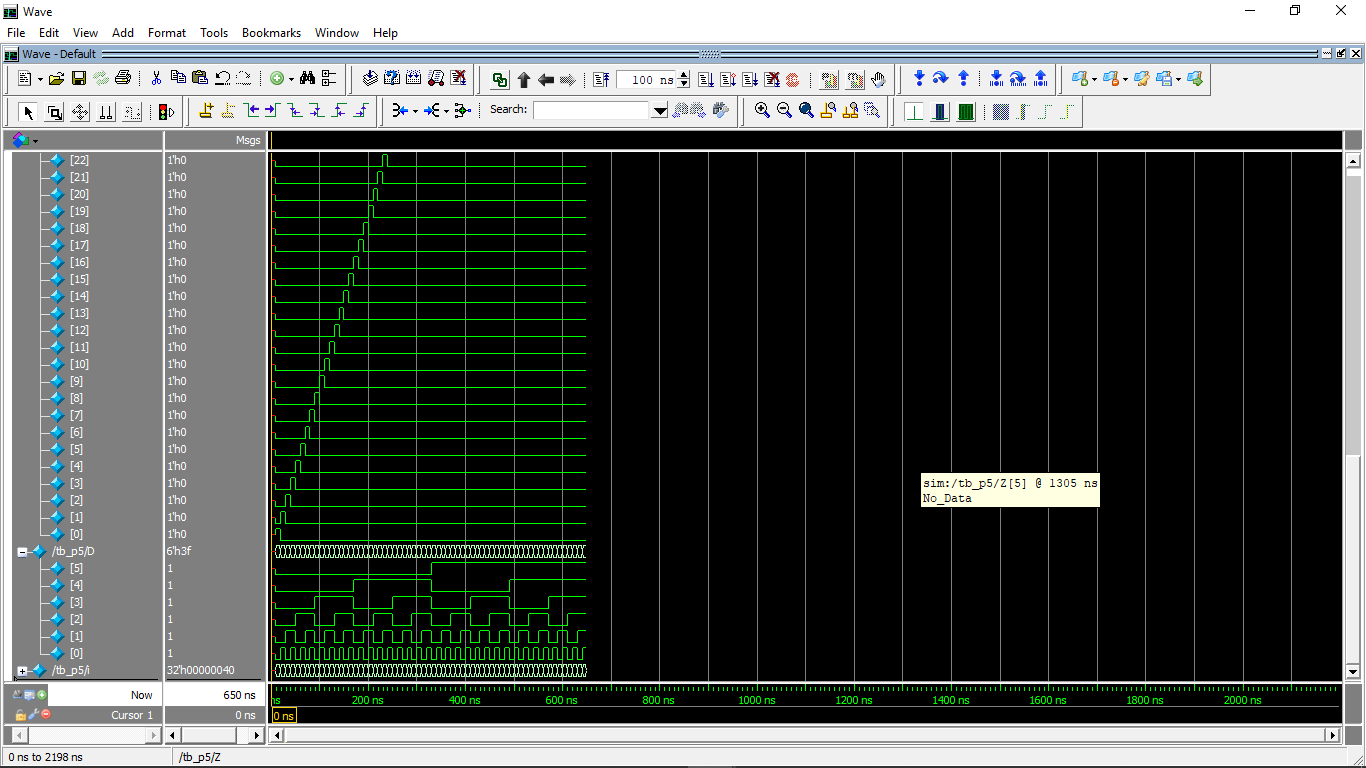 Wave
File Edit View Add Format Tools Bookmarks Window Help
Wave - Default
100 ns
Search:
Msgs
[22] 1'h0
[21] 1'h0
[20] 1'h0
[19] 1'h0
[18] 1'h0
[17] 1'h0
[16] 1'h0
[15] 1'h0
[14] 1'h0
[13] 1'h0
[12] 1'h0
[11] 1'h0
[10] 1'h0
[9] 1'h0
[8] 1'h0
[7] 1'h0
[6] 1'h0
[5] 1'h0
[4] 1'h0
[3] 1'h0
[2] 1'h0
[1] 1'h0
[0] 1'h0
/tb_p5/D 6'h3f
[5] 1
[4] 1
[3] 1
[2] 1
[1] 1
[0] 1
/tb_p5/i 32'h00000040
sim:/tb_p5/Z[5] @ 1305 ns
No_Data
Now 650 ns
ns 200 ns 400 ns 600 ns 800 ns 1000 ns 1200 ns 1400 ns 1600 ns 1800 ns 2000 ns
Cursor 1 0 ns 0 ns
0 ns to 2198 ns /tb_p5/Z